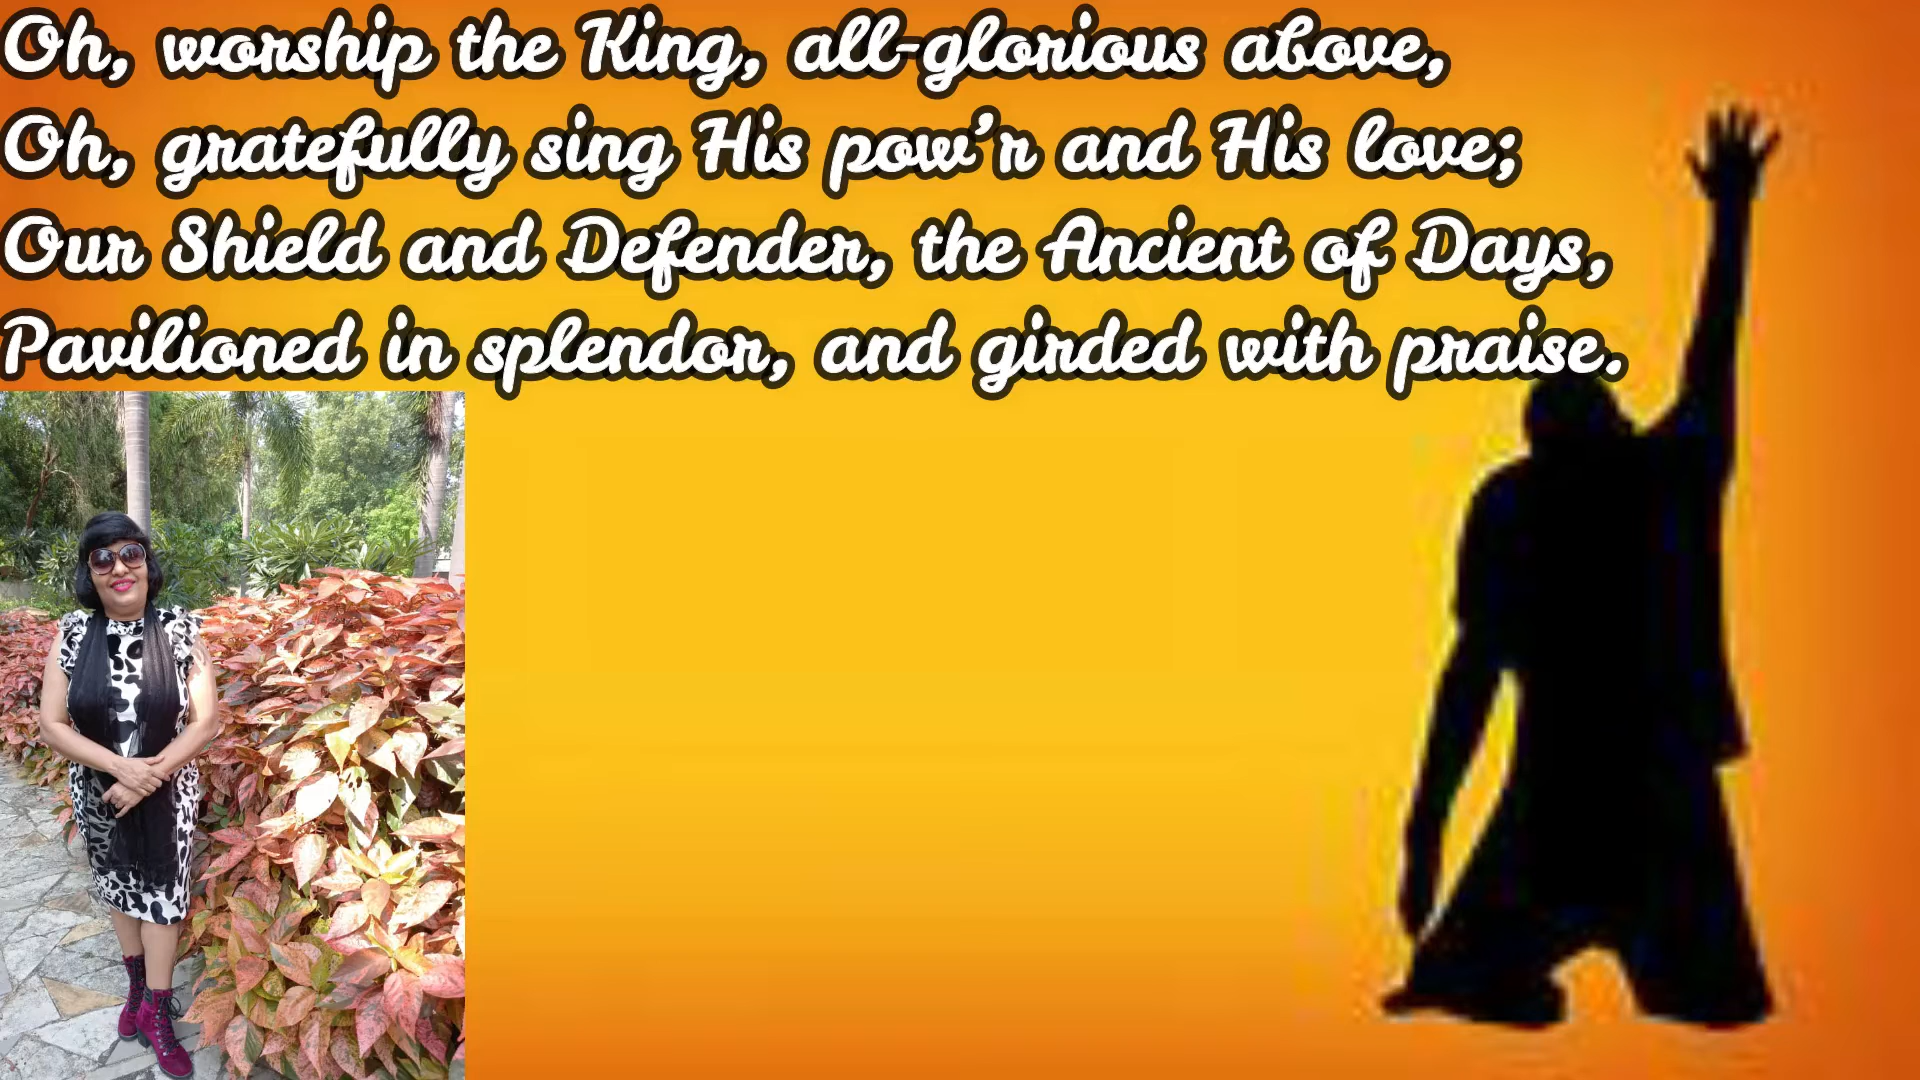 Oh, worship the King, all-glorious above,
Oh, gratefully sing His pow’r and His love;
Our Shield and Defender, the Ancient of Days,
Pavilioned in splendor, and girded with praise.